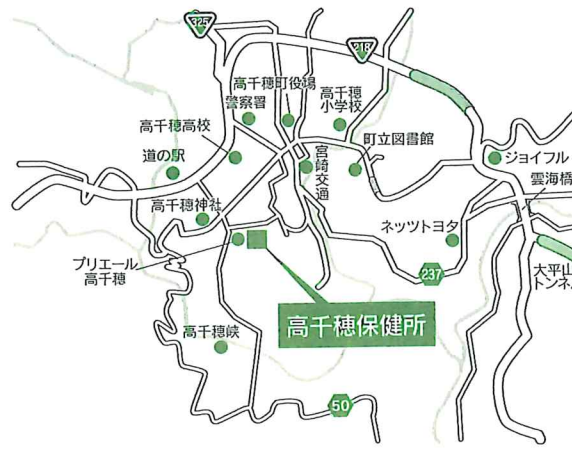 325
218
高千穂町役場
警察署
高千穂
小学校
高千穂高校
道の駅
宮崎交通
町立図書館
ジョイフル
雲海橋
高千穂神社
ネッツトヨタ
プリエール
高千穂
237
大平山
トンネル
高千穂保健所
高千穂峡
50